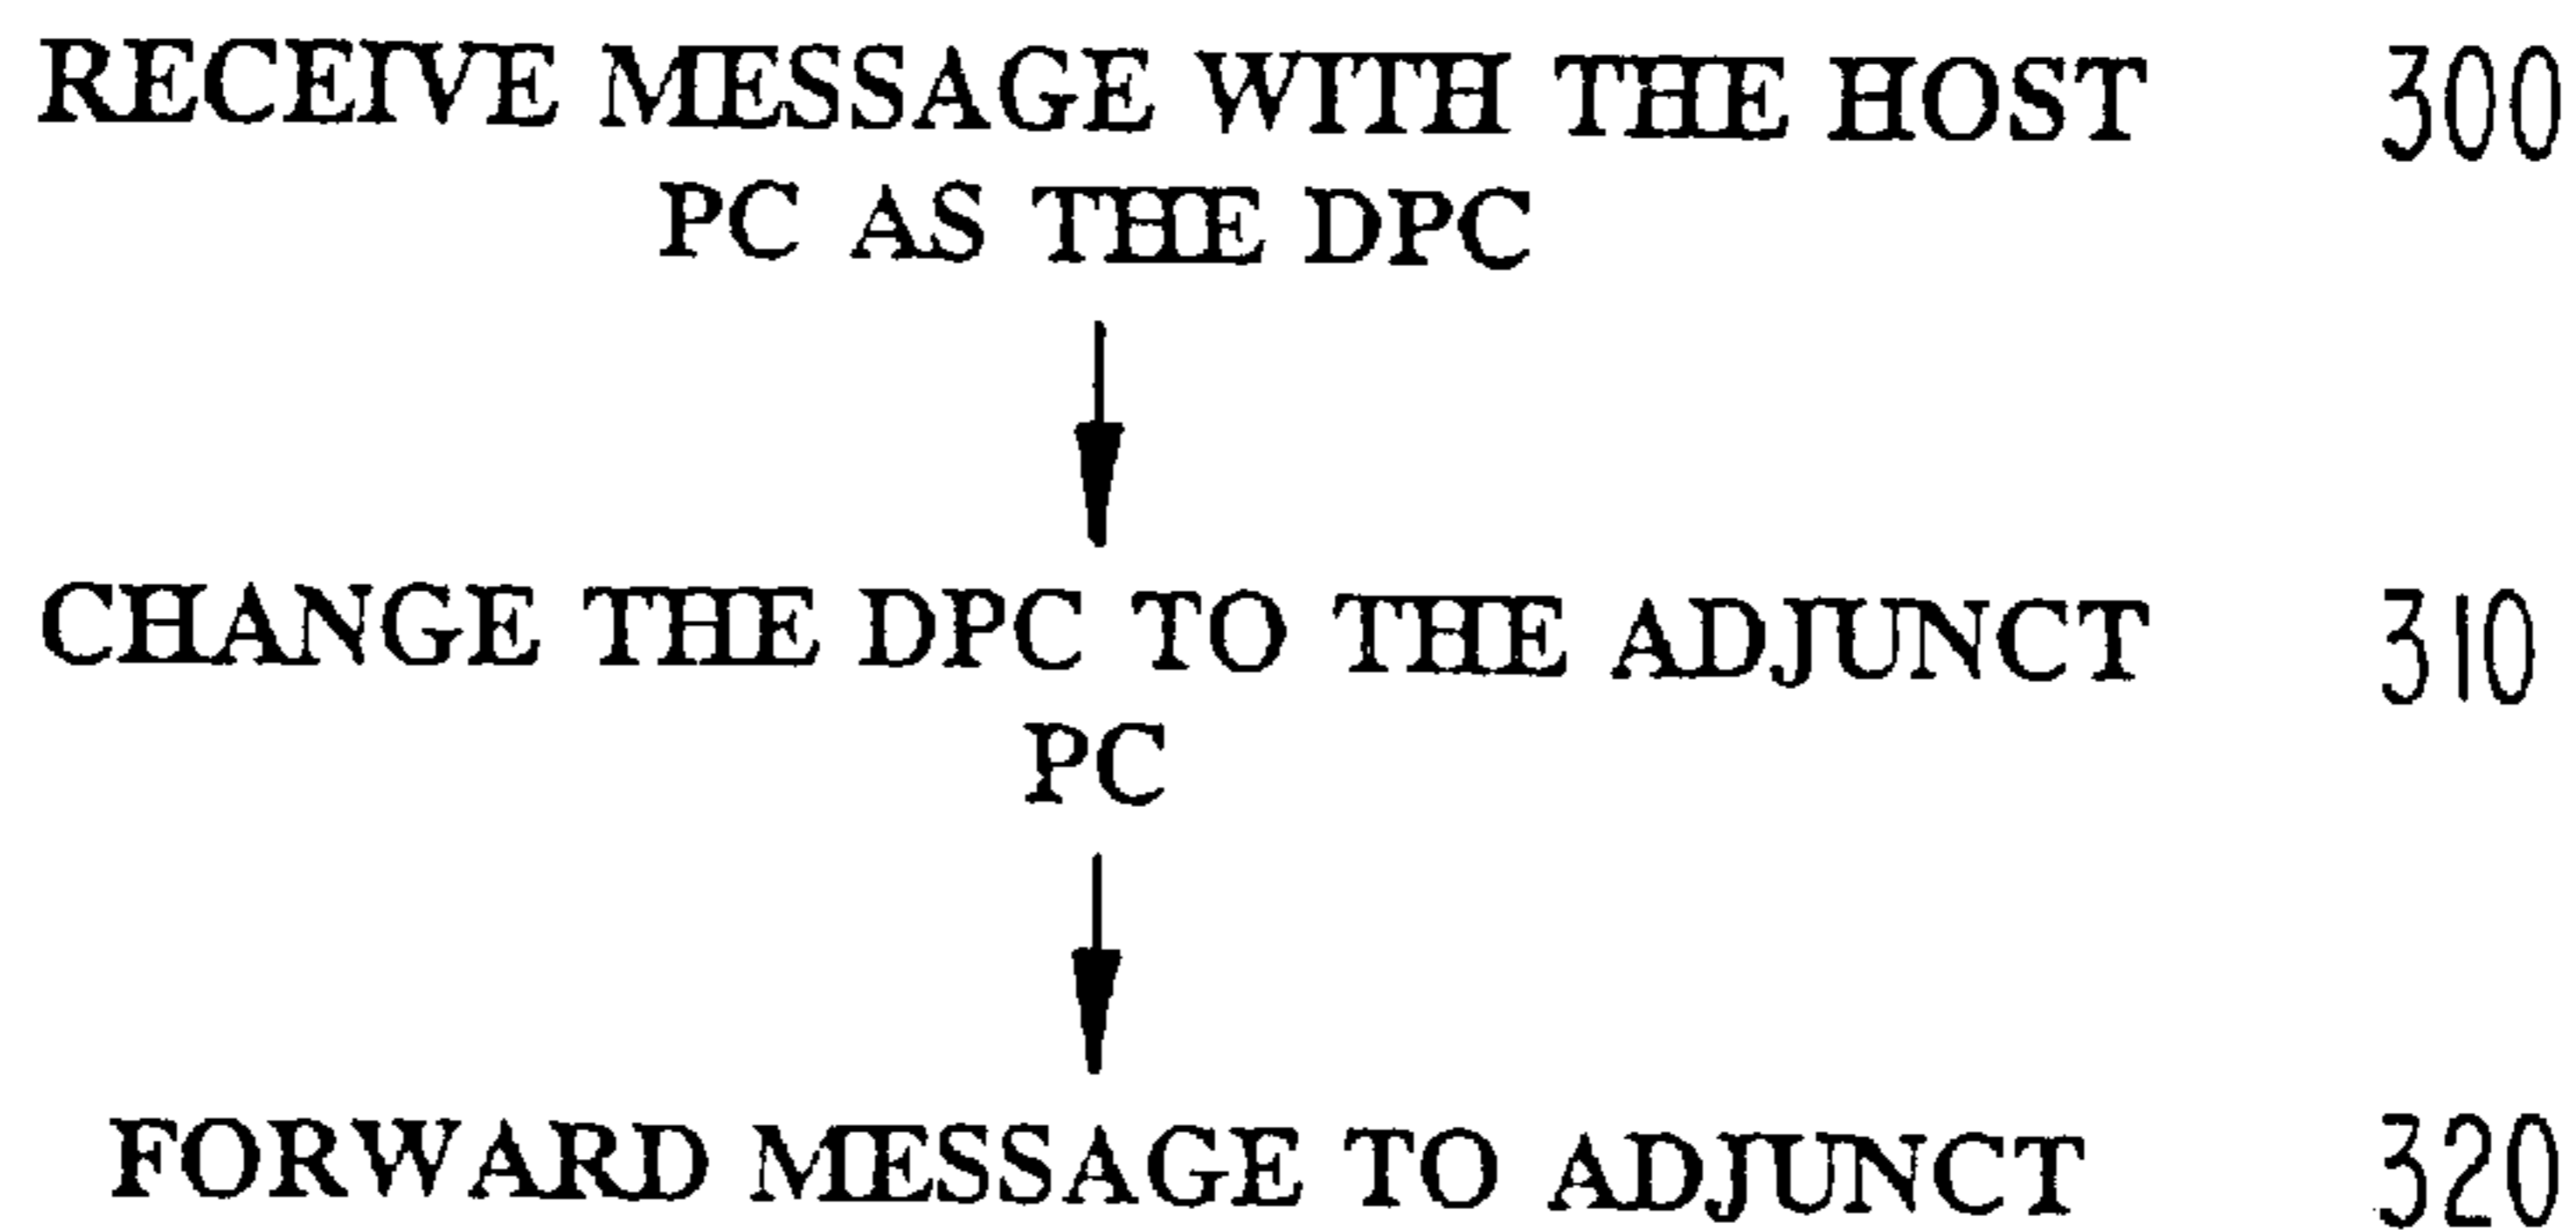 RECEIVE MESSAGE WITH THE HOST 300
PC AS THE DPC
CHANGE THE DPC TO THE ADJUNCT 310
PC
FORWARD MESSAGE TO ADJUNCT 320